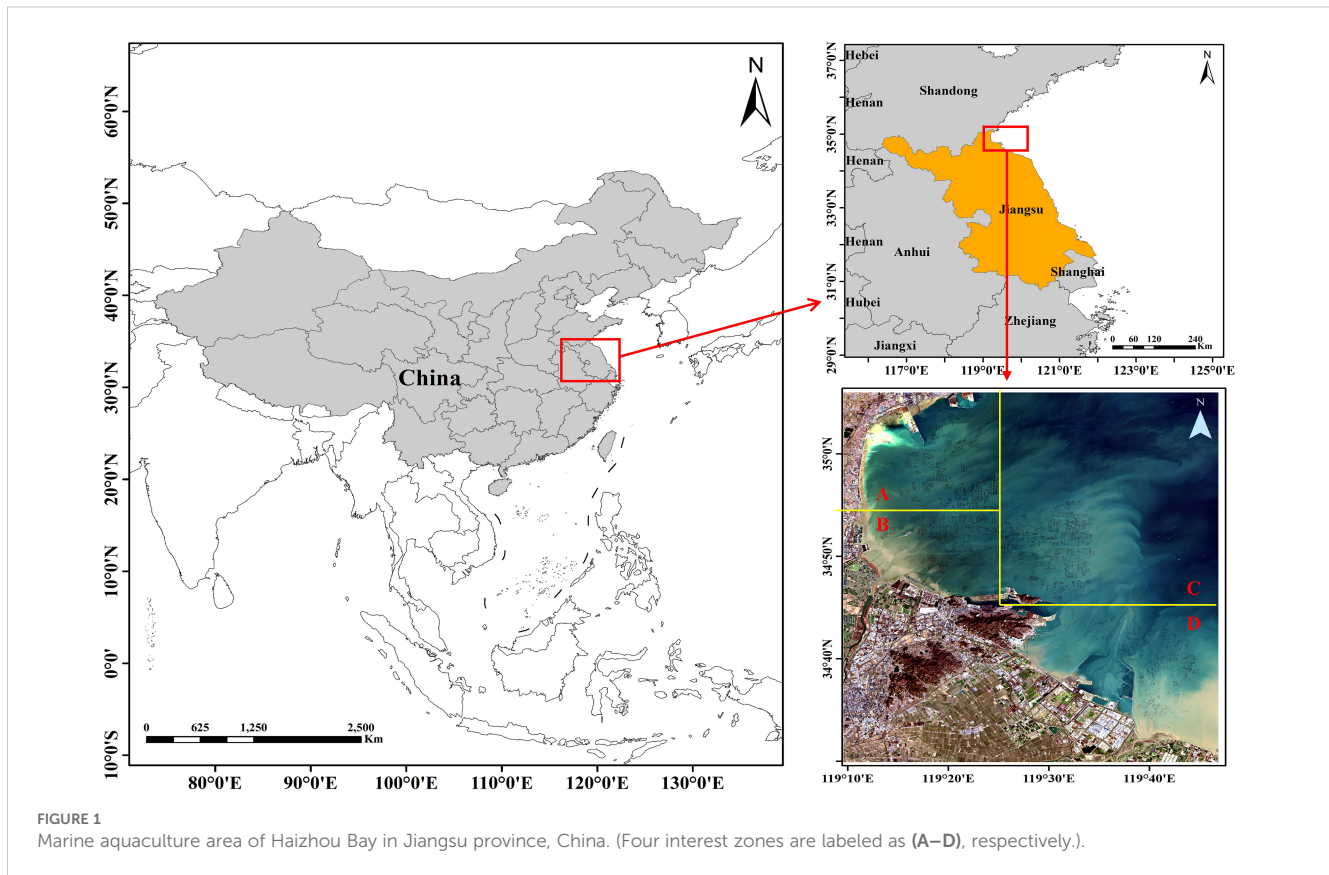 N
60°0'N
50°0'N
40°0'N
30°0'N
20°0'N
10°0'N
0°0'
10°0'S
China
0 625 1,250 2,500
Km
80°0'E 90°0'E 100°0'E 110°0'E 120°0'E 130°0'E
N
37°0'N
35°0'N
33°0'N
31°0'N
29°0'N
Hebei
Shandong
Henan
Henan
Jiangsu
Henan
Anhui
Shanghai
Hubei
Zhejiang
Jiangxi
0 60 120 240
Km
117°0'E 119°0'E 121°0'E 123°0'E 125°0'E
N
35°0'N
34°50'N
34°40'N
A
B
C
D
119°10'E 119°20'E 119°30'E 119°40'E
FIGURE 1
Marine aquaculture area of Haizhou Bay in Jiangsu province, China. (Four interest zones are labeled as (A–D), respectively.).